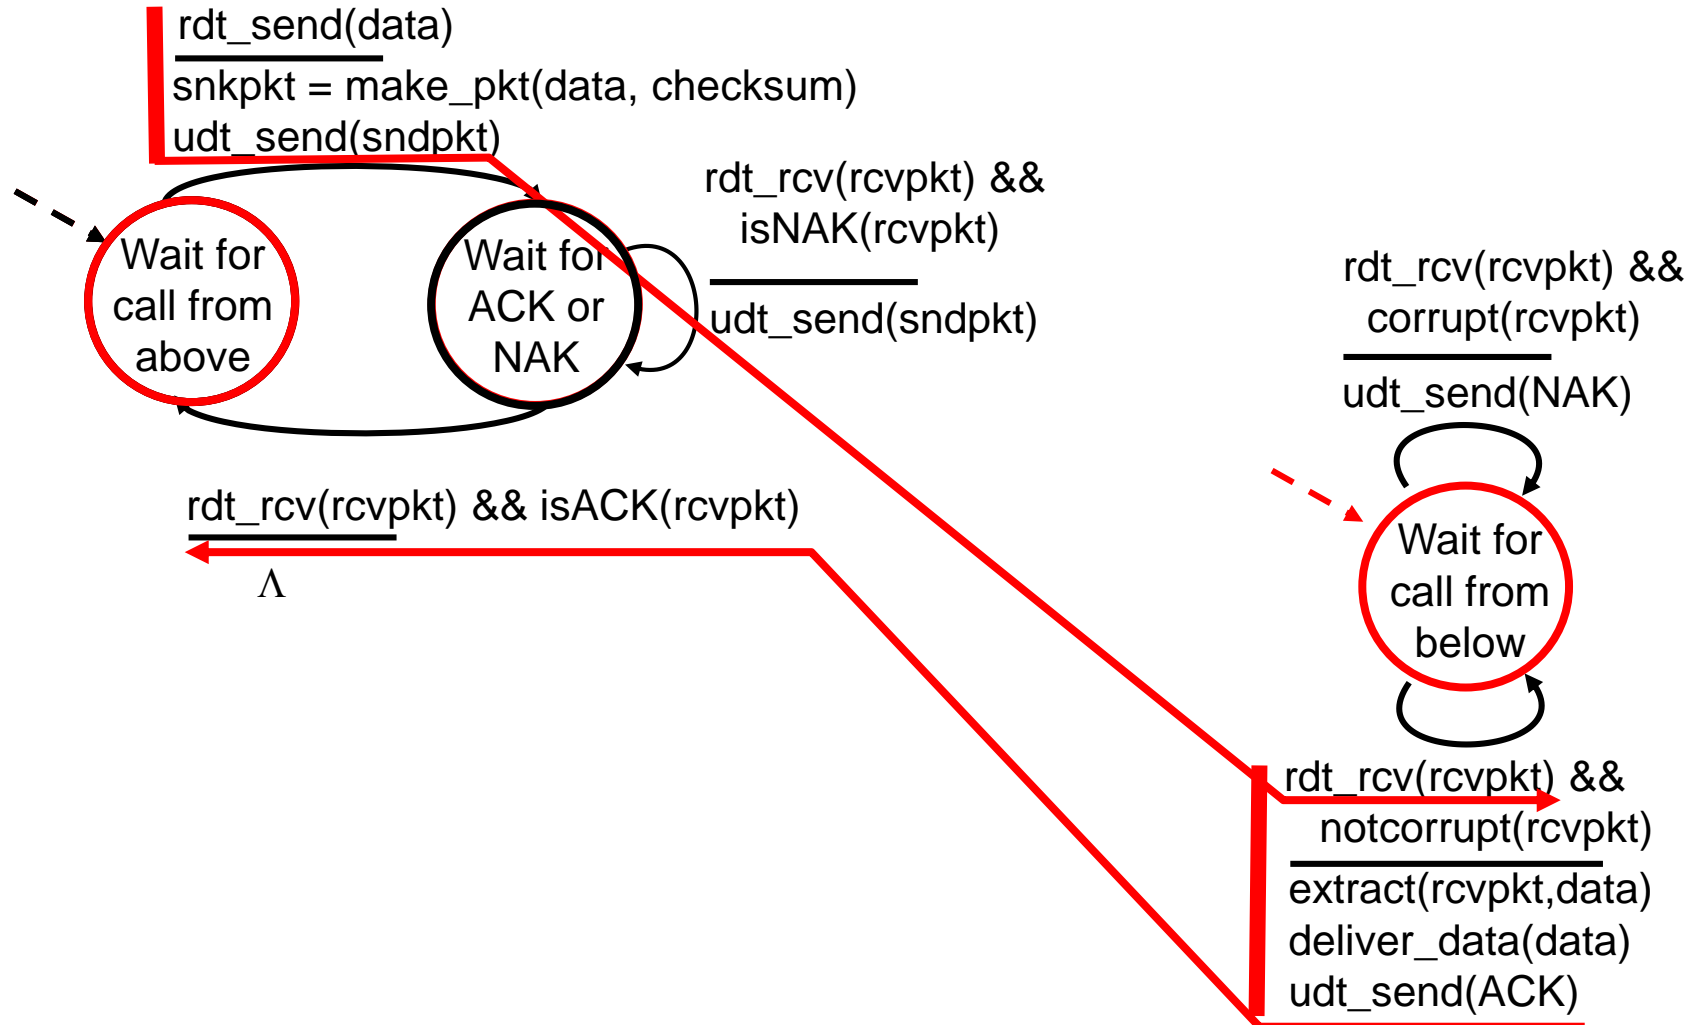 rdt_send(data)
snkpkt = make_pkt(data, checksum)
udt_send(sndpkt)
Wait for
call from
above
Wait for
ACK or
NAK
rdt_rcv(rcvpkt) &&
isNAK(rcvpkt)
udt_send(sndpkt)
rdt_rcv(rcvpkt) && isACK(rcvpkt)
Λ
rdt_rcv(rcvpkt) &&
corrupt(rcvpkt)
udt_send(NAK)
Wait for
call from
below
rdt_rcv(rcvpkt) &&
notcorrupt(rcvpkt)
extract(rcvpkt,data)
deliver_data(data)
udt_send(ACK)